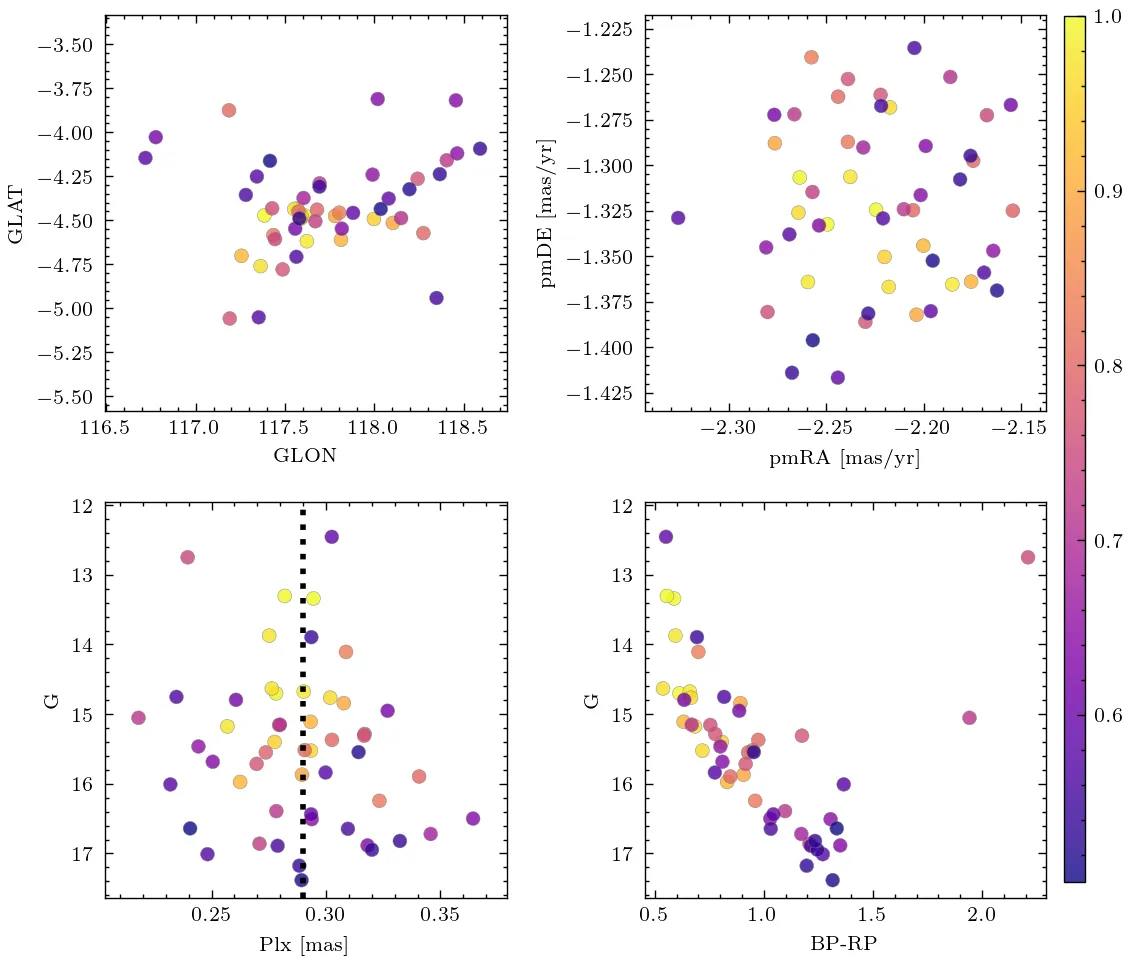 −3.50
−3.75
−4.00
−4.25
−4.50
−4.75
−5.00
−5.25
−5.50
GLAT
116.5 117.0 117.5 118.0 118.5
GLON
−1.225
−1.250
−1.275
−1.300
−1.325
−1.350
−1.375
−1.400
−1.425
pmDE [mas/yr]
−2.30 −2.25 −2.20 −2.15
pmRA [mas/yr]
12
13
14
15
16
17
G
0.25 0.30 0.35
Plx [mas]
12
13
14
15
16
17
G
0.5 1.0 1.5 2.0
BP-RP
1.0
0.9
0.8
0.7
0.6